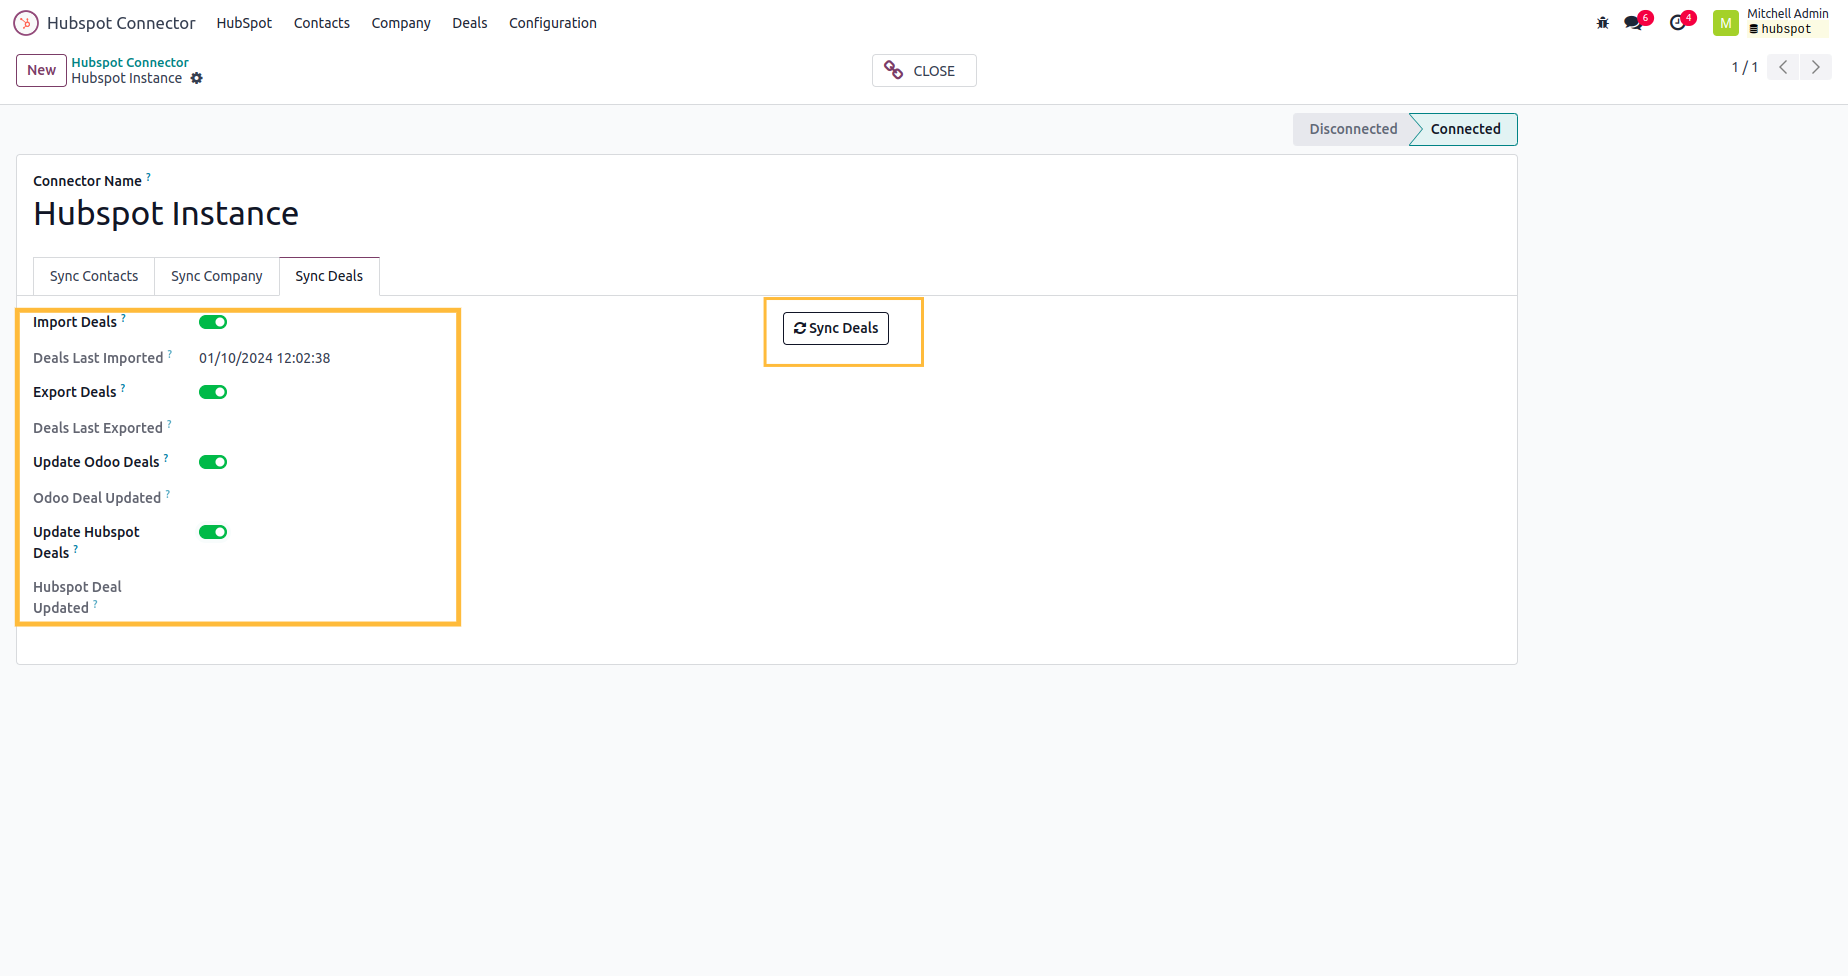 Hubspot Connector HubSpot Contacts Company Deals Configuration 6 4 M Mitchell Admin
hubspot
New Hubspot Connector
Hubspot Instance
CLOSE
1 / 1
Disconnected Connected
Connector Name ?
Hubspot Instance
Sync Contacts Sync Company Sync Deals
Import Deals ?
Sync Deals
Deals Last Imported ? 01/10/2024 12:02:38
Export Deals ?
Deals Last Exported ?
Update Odoo Deals ?
Odoo Deal Updated ?
Update Hubspot
Deals ?
Hubspot Deal
Updated ?